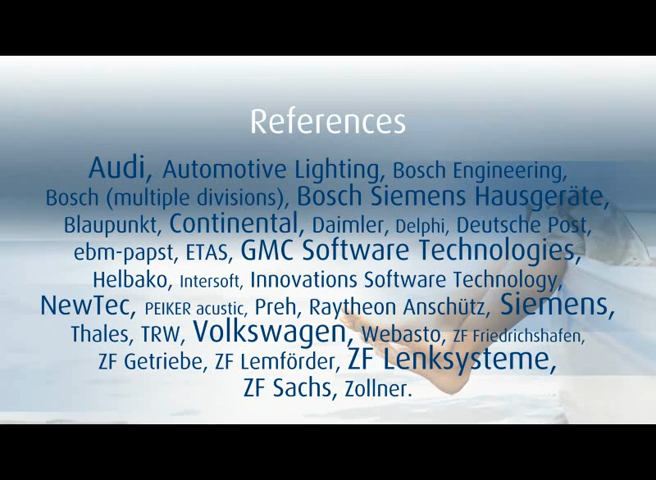 References
Audi, Automotive Lighting, Bosch Engineering,
Bosch (multiple divisions), Bosch Siemens Hausgeräte,
Blaupunkt, Continental, Daimler, Delphi, Deutsche Post,
ebm-papst, ETAS, GMC Software Technologies,
Helbako, Intersoft, Innovations Software Technology,
NewTec, PEIKER acustic, Preh, Raytheon Anschütz, Siemens,
Thales, TRW, Volkswagen, Webasto, ZF Friedrichshafen,
ZF Getriebe, ZF Lemförder, ZF Lenksysteme,
ZF Sachs, Zollner.